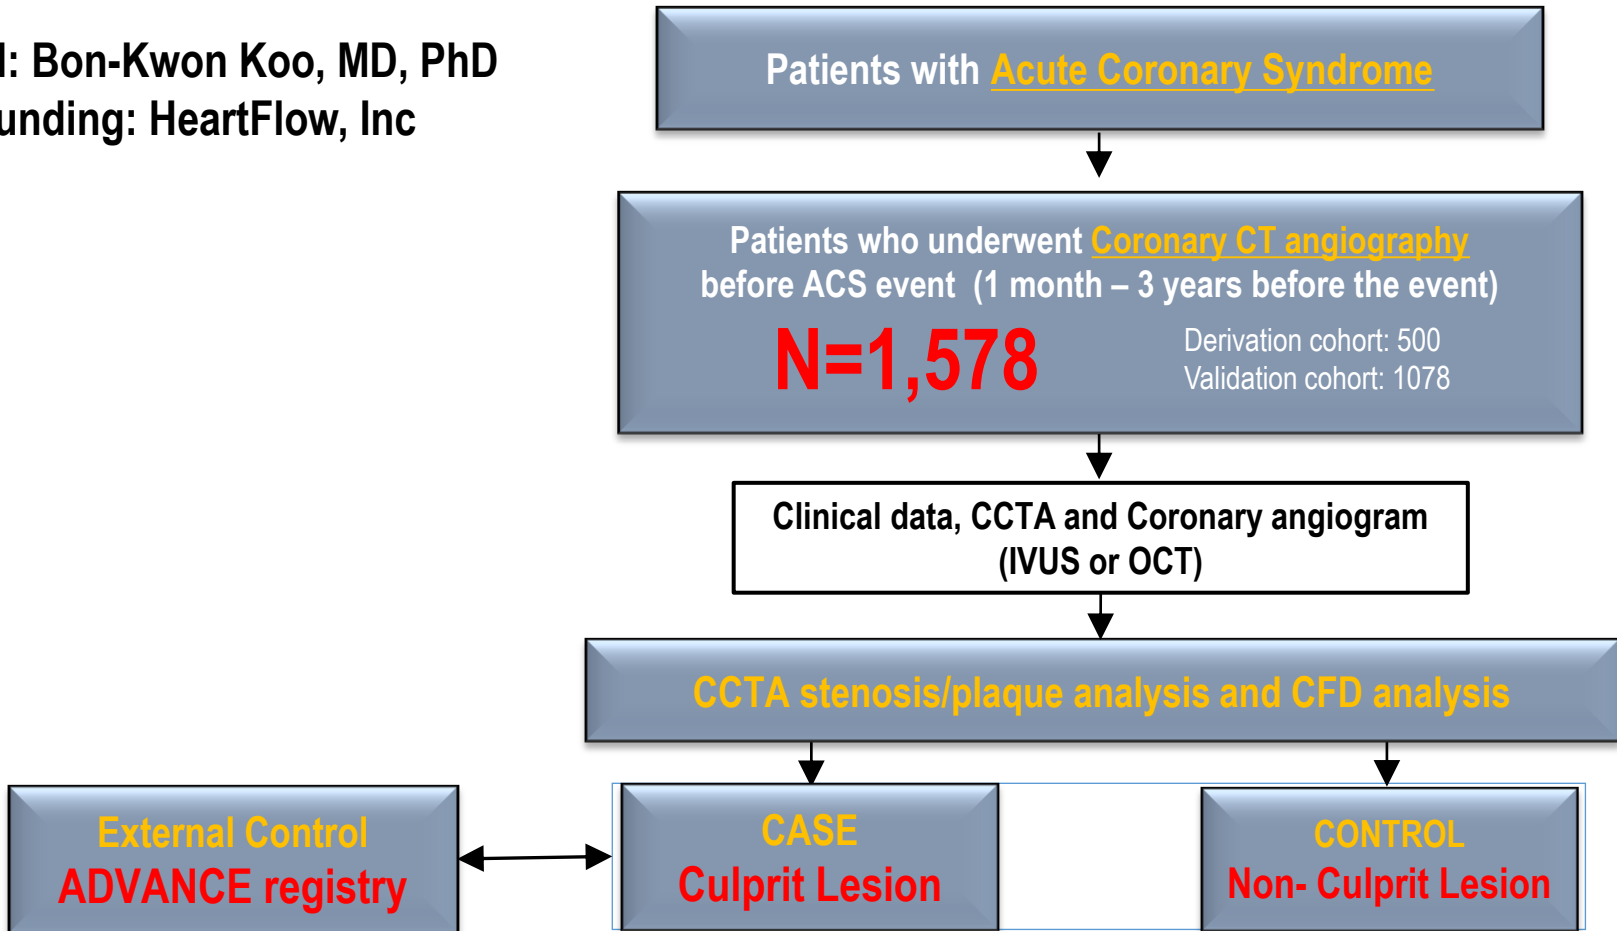 : Bon-Kwon Koo, MD, PhD
unding: HeartFlow, Inc
Patients with Acute Coronary Syndrome
Patients who underwent Coronary CT angiography
before ACS event (1 month – 3 years before the event)
N=1,578
Derivation cohort: 500
Validation cohort: 1078
Clinical data, CCTA and Coronary angiogram
(IVUS or OCT)
CCTA stenosis/plaque analysis and CFD analysis
External Control
ADVANCE registry
CASE
Culprit Lesion
CONTROL
Non- Culprit Lesion